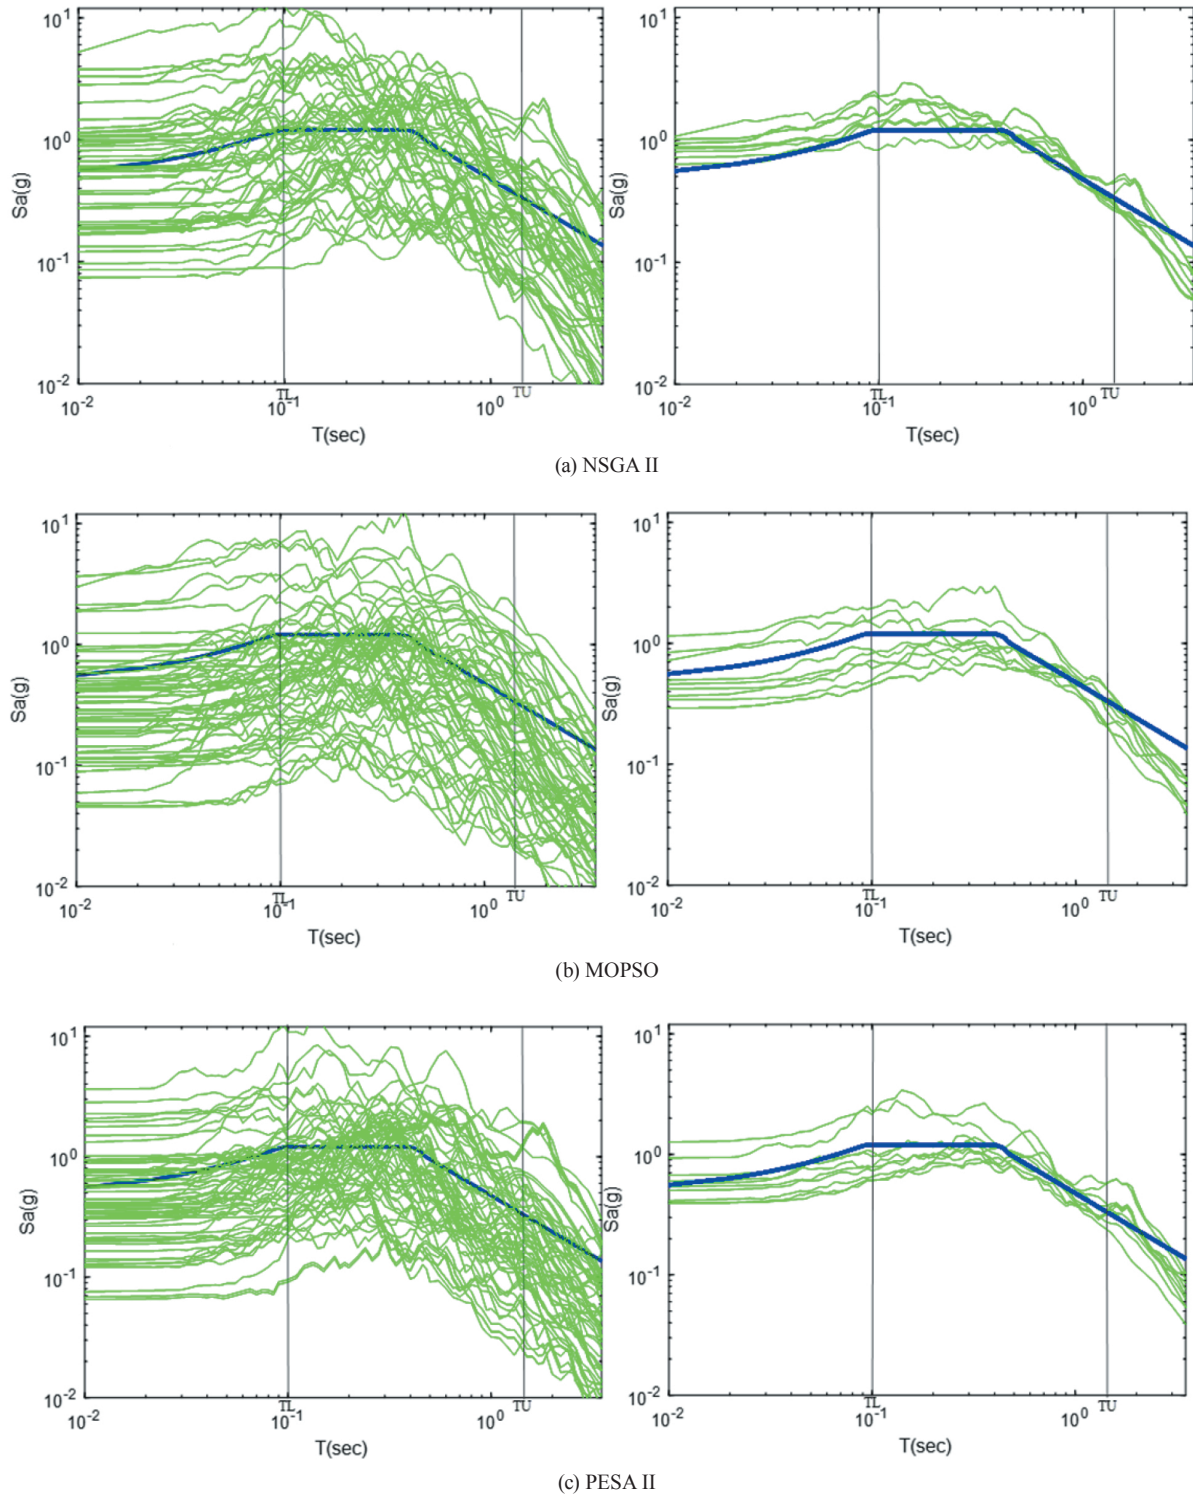 10^1 10^1
10^0 10^0
Sa(g) Sa(g)
10^-1 10^-1
10^-2 10^-2
TL TU TL TU
10^-2 10^-1 10^0 10^-2 10^-1 10^0
T(sec) T(sec)
(a) NSGA II
10^1 10^1
10^0 10^0
Sa(g) Sa(g)
10^-1 10^-1
10^-2 10^-2
TL TU TL TU
10^-2 10^-1 10^0 10^-2 10^-1 10^0
T(sec) T(sec)
(b) MOPSO
10^1 10^1
10^0 10^0
Sa(g) Sa(g)
10^-1 10^-1
10^-2 10^-2
TL TU TL TU
10^-2 10^-1 10^0 10^-2 10^-1 10^0
T(sec) T(sec)
(c) PESA II